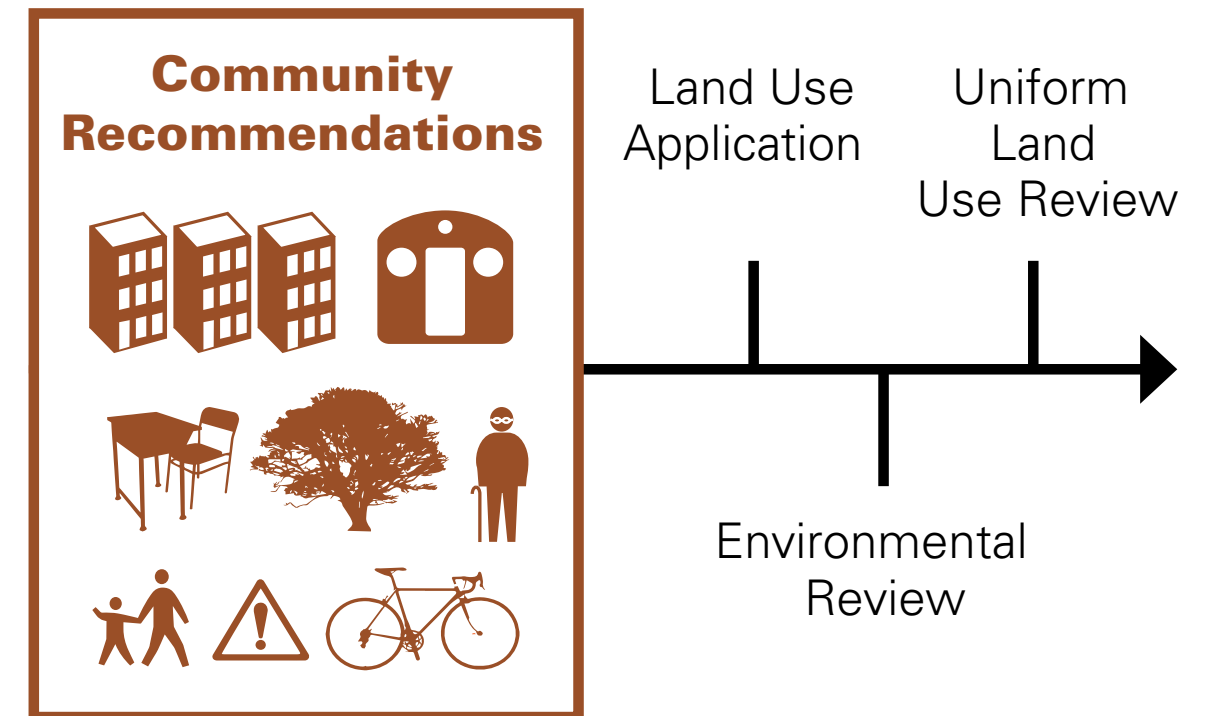 Community
Recommendations
Land Use
Application
Uniform
Land
Use Review
Environmental
Review